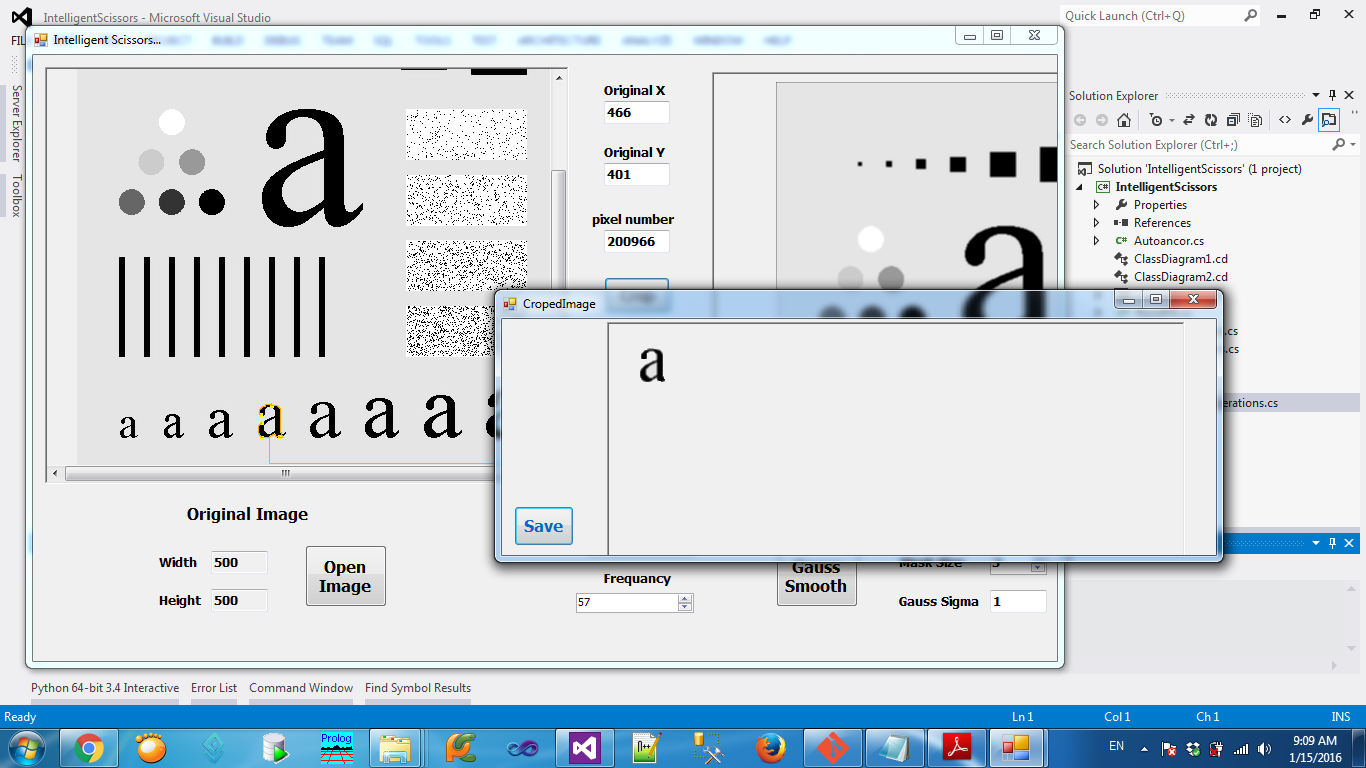 IntelligentScissors - Microsoft Visual Studio
Quick Launch (Ctrl+Q)
Intelligent Scissors...
Server Explorer
Toolbox
a
a a a a a a a
Original X
466
Original Y
401
pixel number
200966
Crop
a
CropedImage
a
Save
Original Image
Width 500
Height 500
Open
Image
Frequancy
57
Gauss
Smooth
Mask Size
Gauss Sigma 1
Solution Explorer
Search Solution Explorer (Ctrl+;)
Solution 'IntelligentScissors' (1 project)
C# IntelligentScissors
Properties
References
C# Autoancor.cs
ClassDiagram1.cd
ClassDiagram2.cd
.cs
.cs
erations.cs
Python 64-bit 3.4 Interactive Error List Command Window Find Symbol Results
Ready Ln 1 Col 1 Ch 1 INS
Prolog
N++
EN
9:09 AM
1/15/2016